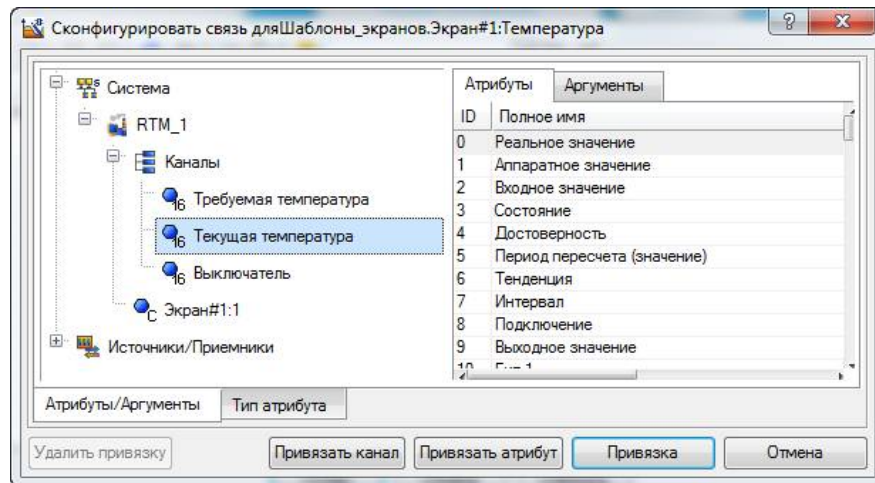 Сконфигурировать связь дляШаблоны_экранов.Экран#1:Температура
Система
RTM_1
Каналы
Требуемая температура
Текущая температура
Выключатель
Экран#1:1
Источники/Приемники
Атрибуты Аргументы
ID Полное имя
0 Реальное значение
1 Аппаратное значение
2 Входное значение
3 Состояние
4 Достоверность
5 Период пересчета (значение)
6 Тенденция
7 Интервал
8 Подключение
9 Выходное значение
Атрибуты/Аргументы Тип атрибута
Удалить привязку Привязать канал Привязать атрибут Привязка Отмена